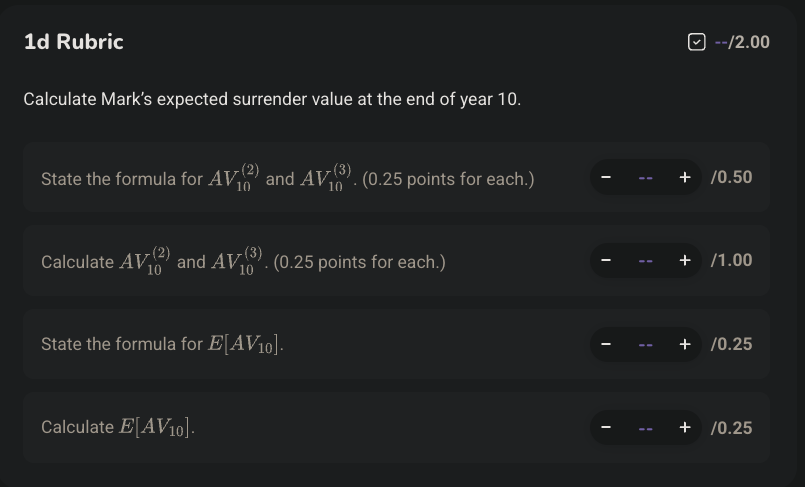 1d Rubric
--/2.00
Calculate Mark's expected surrender value at the end of year 10.
State the formula for $AV_{10}^{(2)}$ and $AV_{10}^{(3)}$. (0.25 points for each.)
− -- + /0.50
Calculate $AV_{10}^{(2)}$ and $AV_{10}^{(3)}$. (0.25 points for each.)
− -- + /1.00
State the formula for $E[AV_{10}]$.
− -- + /0.25
Calculate $E[AV_{10}]$.
− -- + /0.25